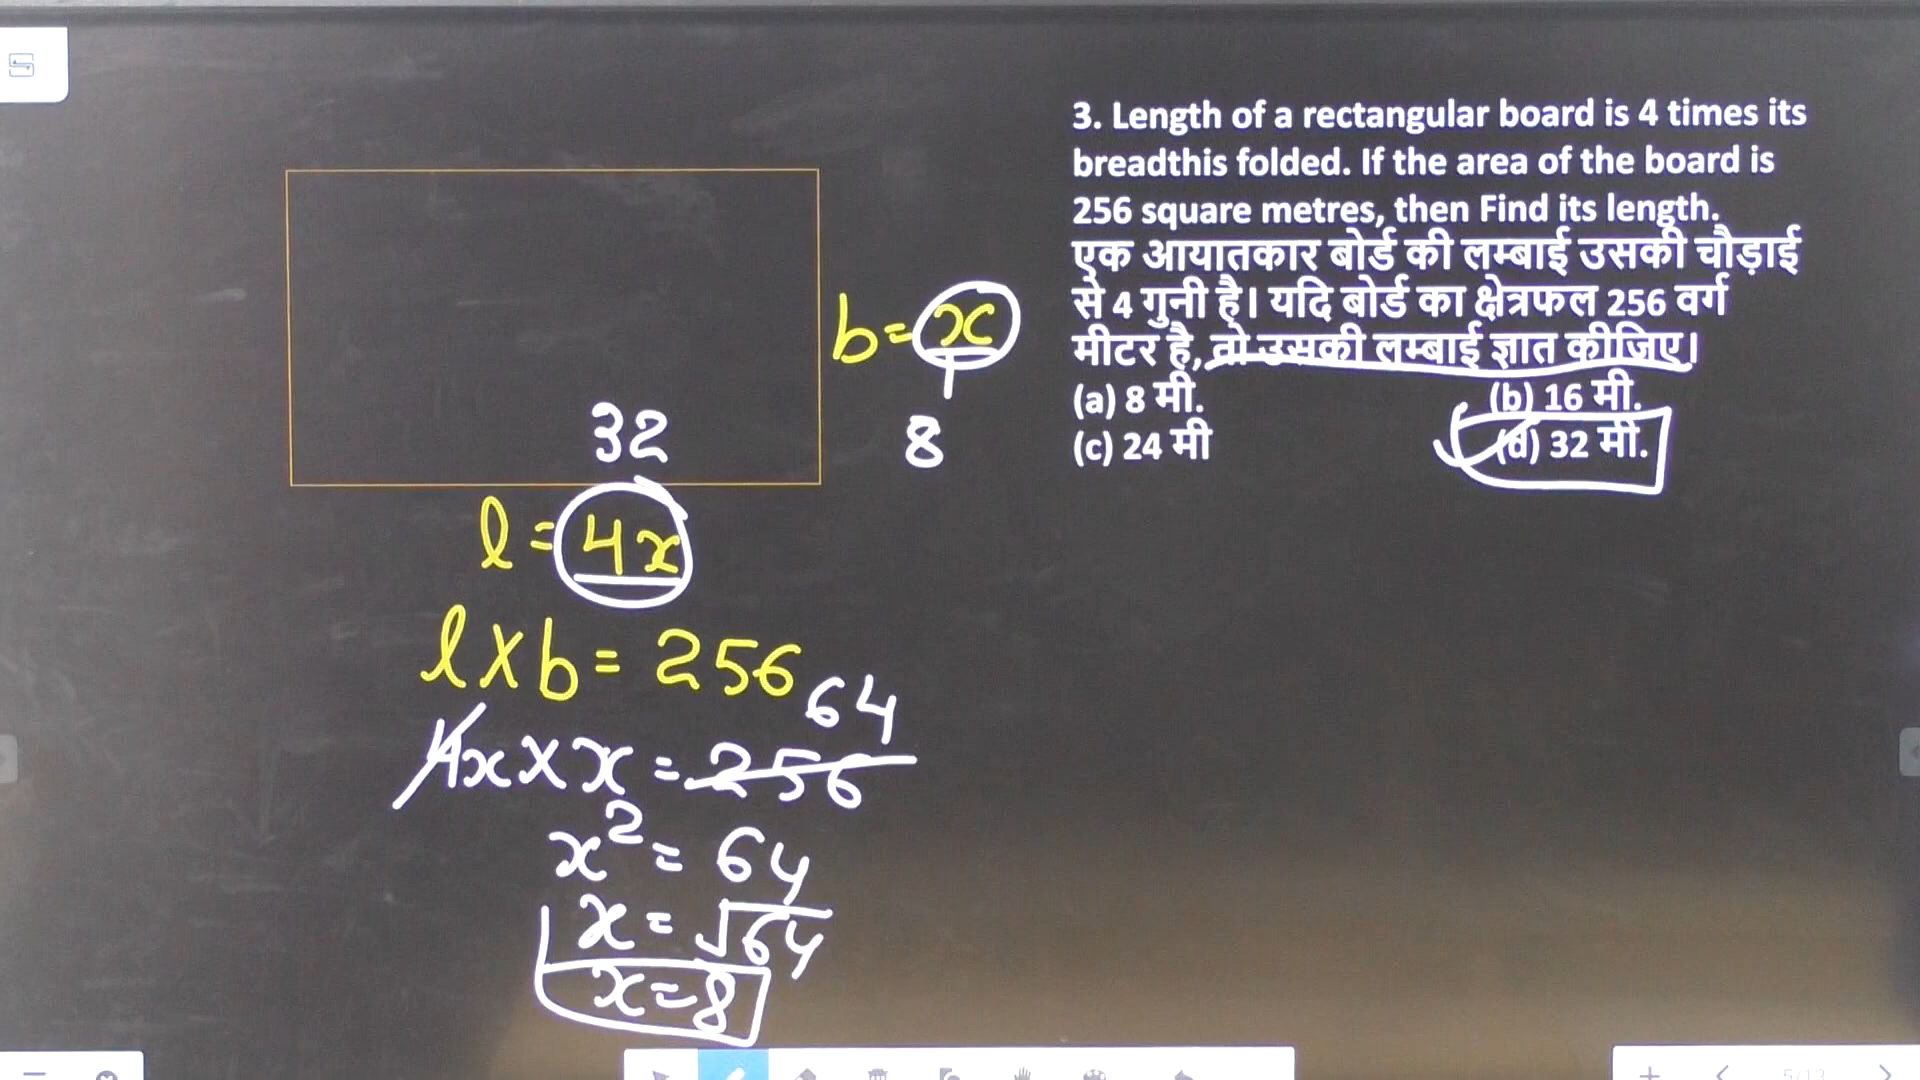 3. Length of a rectangular board is 4 times its
breadthis folded. If the area of the board is
256 square metres, then Find its length.
एक आयातकार बोर्ड की लम्बाई उसकी चौड़ाई
से 4 गुनी है। यदि बोर्ड का क्षेत्रफल 256 वर्ग
मीटर है, तो उसकी लम्बाई ज्ञात कीजिए।
(a) 8 मी. (b) 16 मी.
(c) 24 मी (d) 32 मी.
b = x
8
32
l = 4x
l × b = 256
64
4x × x = 256
x² = 64
x = √64
x = 8
5/13